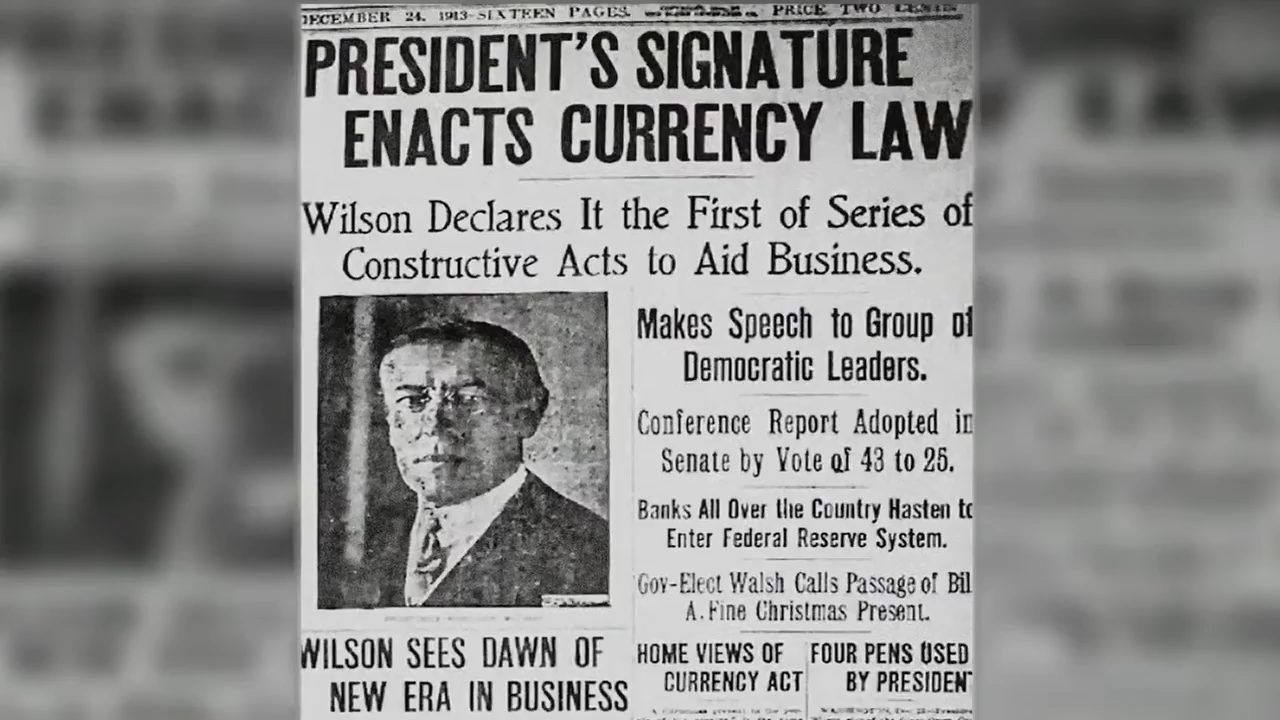 DECEMBER 24, 1913-SIXTEEN PAGES. PRICE TWO CENTS
PRESIDENT'S SIGNATURE
ENACTS CURRENCY LAW
Wilson Declares It the First of Series of
Constructive Acts to Aid Business.
Makes Speech to Group of
Democratic Leaders.
Conference Report Adopted in
Senate by Vote of 43 to 25.
Banks All Over the Country Hasten to
Enter Federal Reserve System.
Gov-Elect Walsh Calls Passage of Bil
A. Fine Christmas Present.
WILSON SEES DAWN OF
NEW ERA IN BUSINESS
HOME VIEWS OF
CURRENCY ACT
FOUR PENS USED
BY PRESIDENT